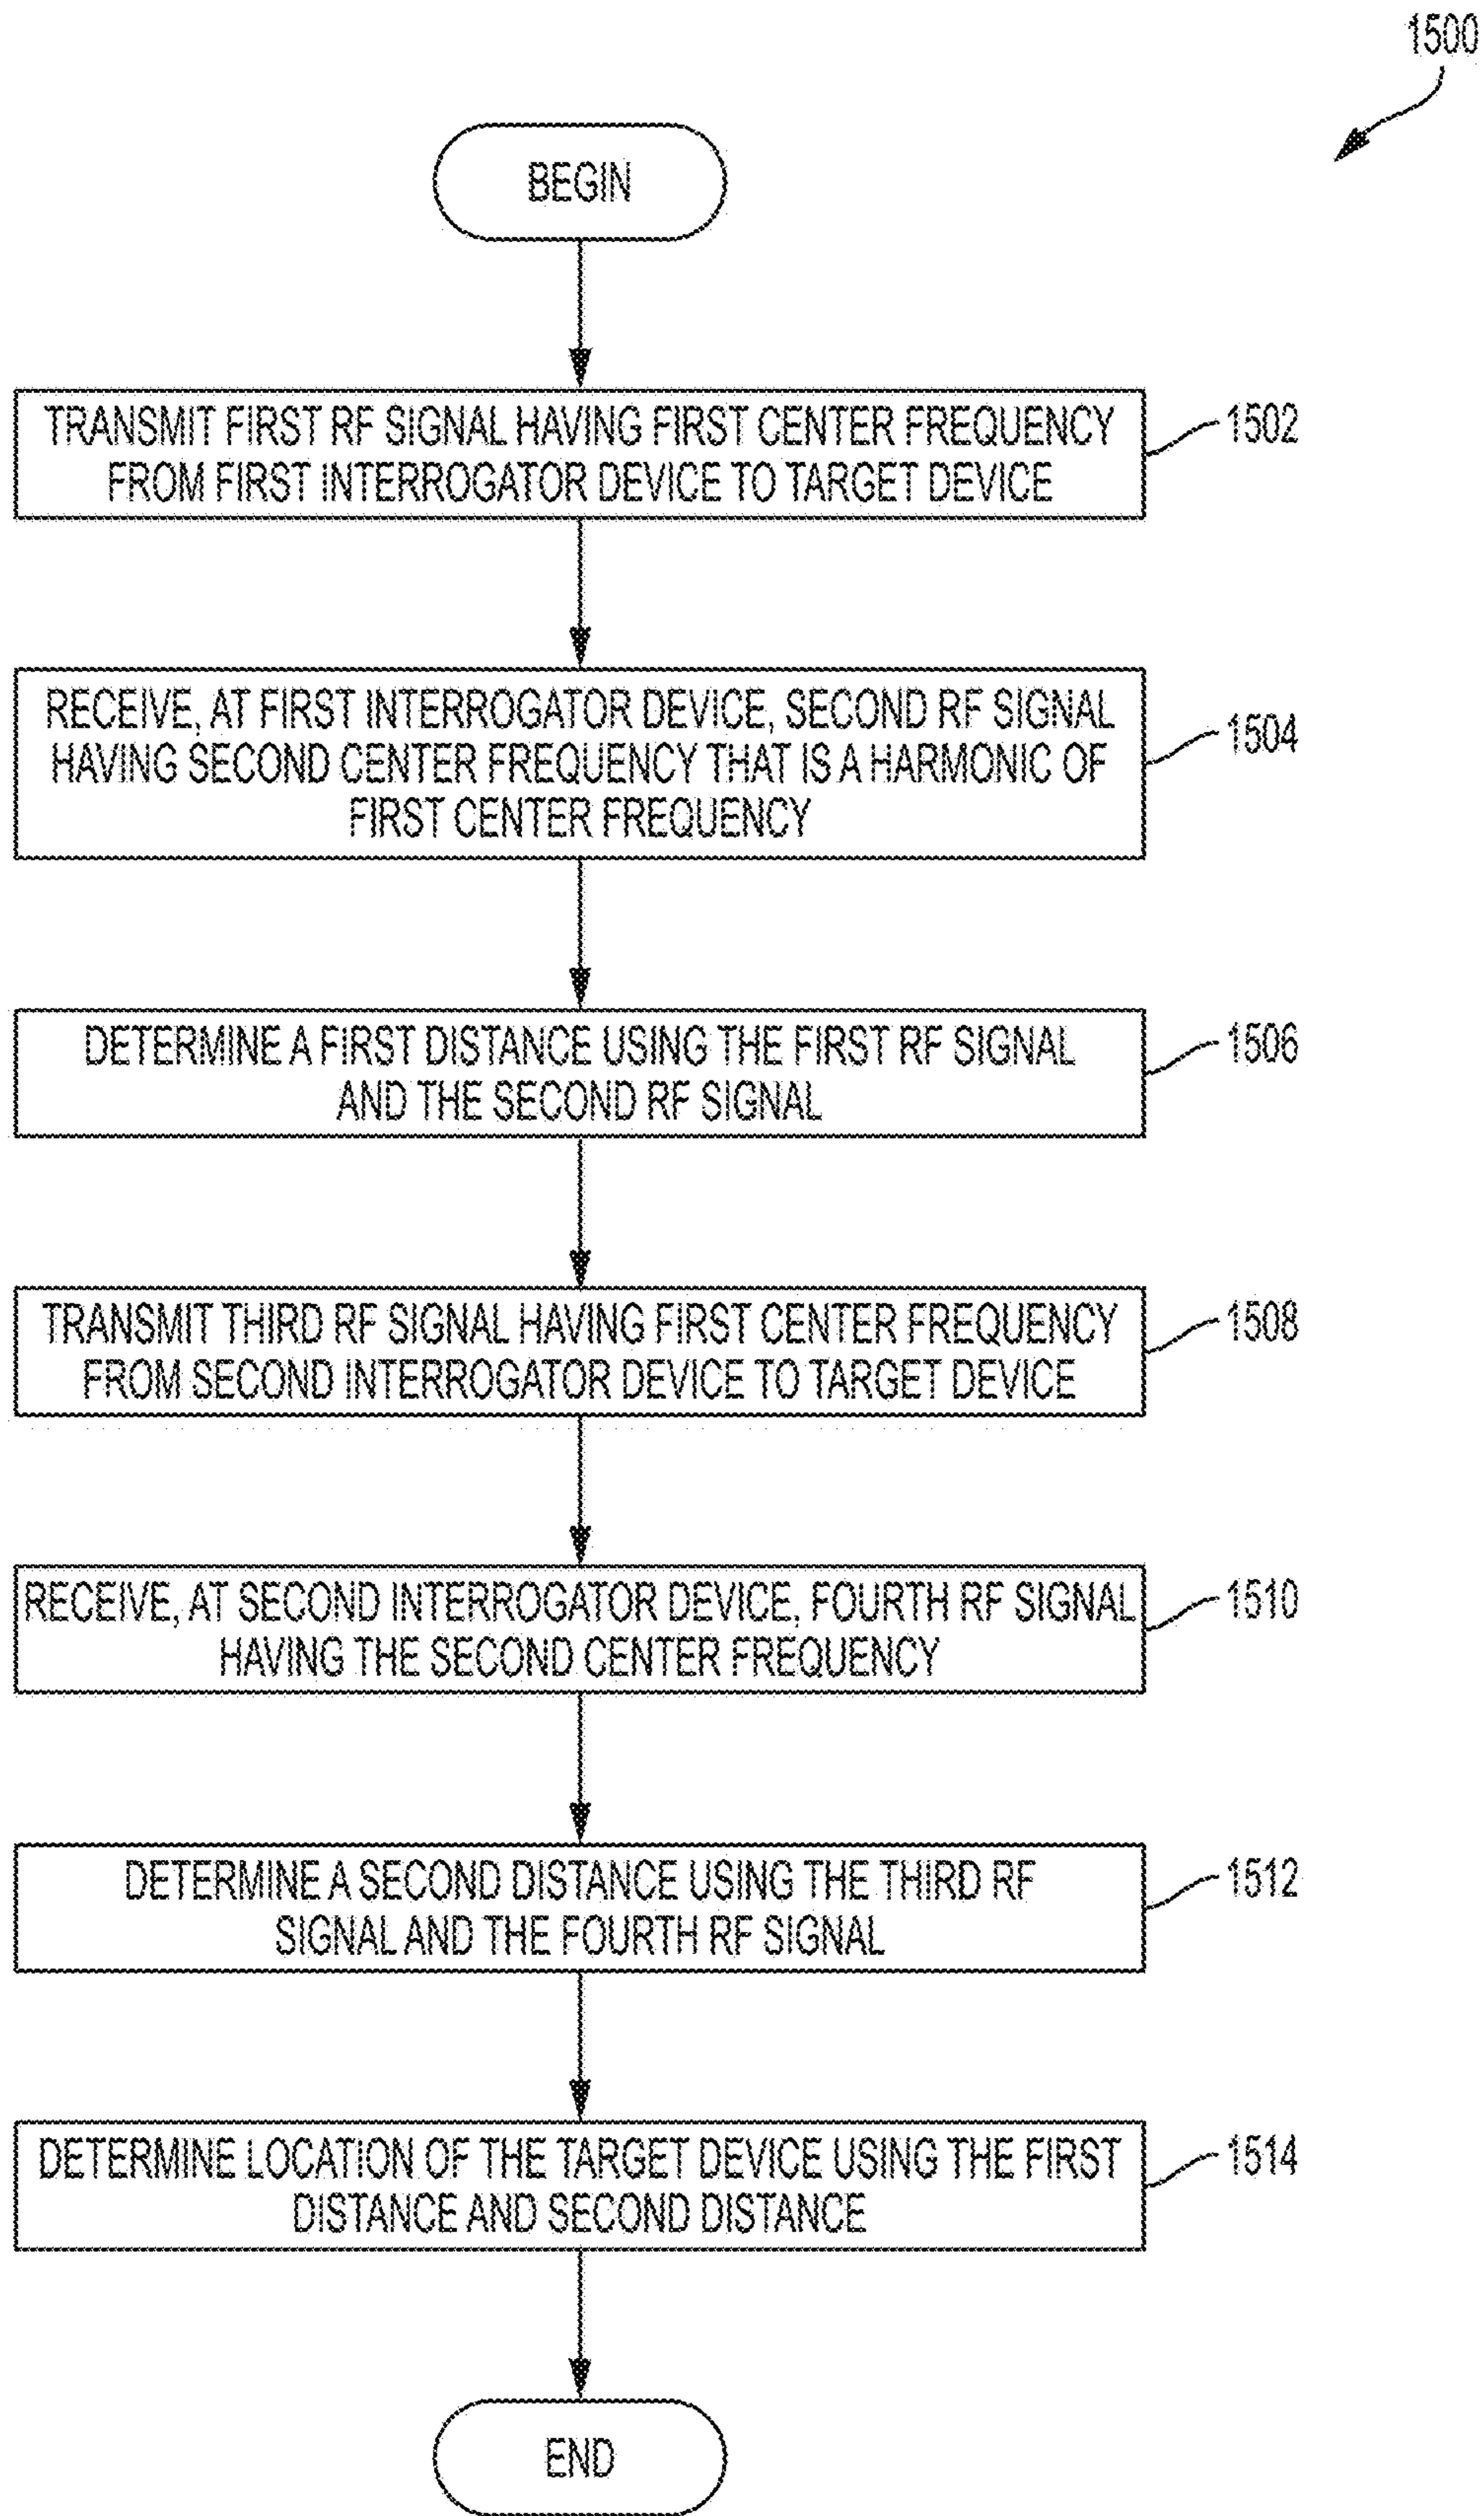 1500
BEGIN
TRANSMIT FIRST RF SIGNAL HAVING FIRST CENTER FREQUENCY
FROM FIRST INTERROGATOR DEVICE TO TARGET DEVICE
1502
RECEIVE, AT FIRST INTERROGATOR DEVICE, SECOND RF SIGNAL
HAVING SECOND CENTER FREQUENCY THAT IS A HARMONIC OF
FIRST CENTER FREQUENCY
1504
DETERMINE A FIRST DISTANCE USING THE FIRST RF SIGNAL
AND THE SECOND RF SIGNAL
1506
TRANSMIT THIRD RF SIGNAL HAVING FIRST CENTER FREQUENCY
FROM SECOND INTERROGATOR DEVICE TO TARGET DEVICE
1508
RECEIVE, AT SECOND INTERROGATOR DEVICE, FOURTH RF SIGNAL
HAVING THE SECOND CENTER FREQUENCY
1510
DETERMINE A SECOND DISTANCE USING THE THIRD RF
SIGNAL AND THE FOURTH RF SIGNAL
1512
DETERMINE LOCATION OF THE TARGET DEVICE USING THE FIRST
DISTANCE AND SECOND DISTANCE
1514
END